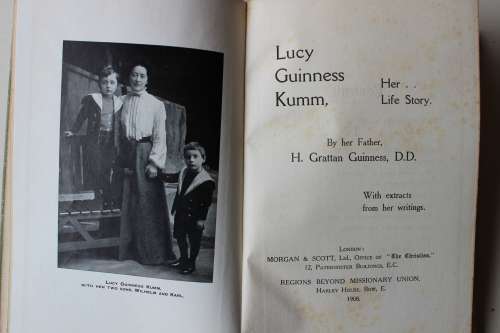 LUCY GUINNESS KUMM,
WITH HER TWO SONS, WILHELM AND KARL.
Lucy
Guinness
Kumm,
Her . .
Life Story.
By her Father,
H. Grattan Guinness, D.D.
With extracts
from her writings.
LONDON:
MORGAN & SCOTT, Ltd., OFFICE OF "The Christian,"
12, PATERNOSTER BUILDINGS, E.C.
REGIONS BEYOND MISSIONARY UNION,
HARLEY HOUSE, BOW, E.
1908.